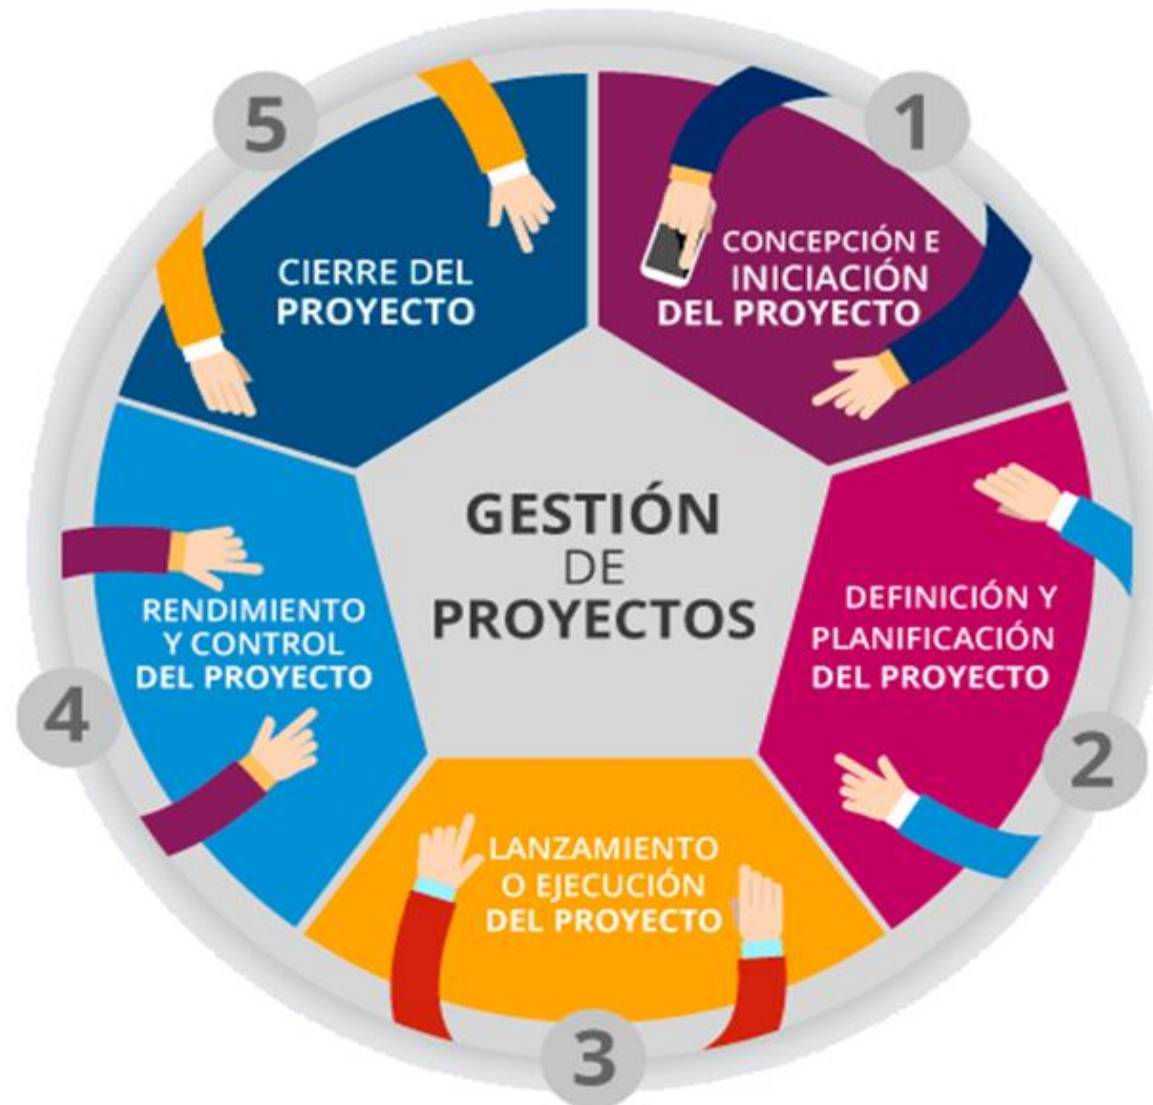 GESTIÓN
DE
PROYECTOS
1
CONCEPCIÓN E
INICIACIÓN
DEL PROYECTO
2
DEFINICIÓN Y
PLANIFICACIÓN
DEL PROYECTO
3
LANZAMIENTO
O EJECUCIÓN
DEL PROYECTO
4
RENDIMIENTO
Y CONTROL
DEL PROYECTO
5
CIERRE DEL
PROYECTO